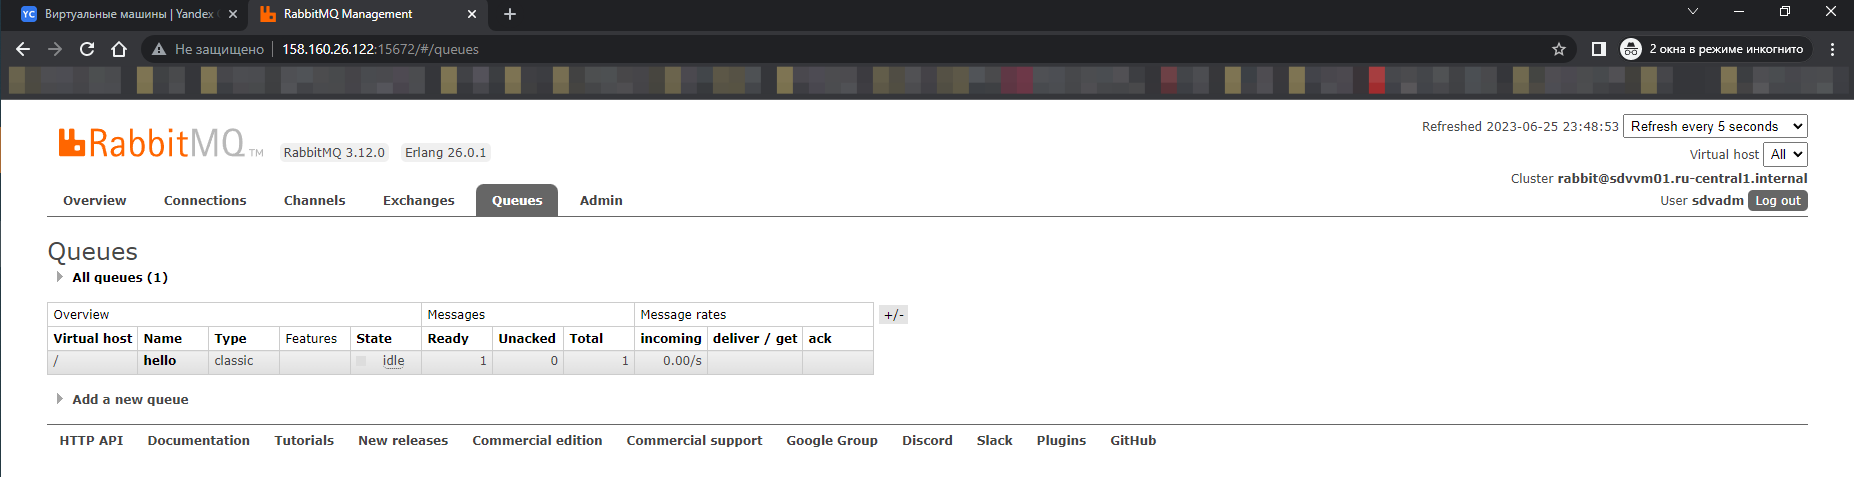 YC Виртуальные машины | Yandex
RabbitMQ Management
Не защищено 158.160.26.122:15672/#/queues
2 окна в режиме инкогнито
RabbitMQ TM RabbitMQ 3.12.0 Erlang 26.0.1
Refreshed 2023-06-25 23:48:53 Refresh every 5 seconds
Virtual host All
Cluster rabbit@sdvvm01.ru-central1.internal
User sdvadm Log out
Overview Connections Channels Exchanges Queues Admin
Queues
All queues (1)
Overview Messages Message rates +/-
Virtual host Name Type Features State Ready Unacked Total incoming deliver / get ack
/ hello classic idle 1 0 1 0.00/s
Add a new queue
HTTP API Documentation Tutorials New releases Commercial edition Commercial support Google Group Discord Slack Plugins GitHub